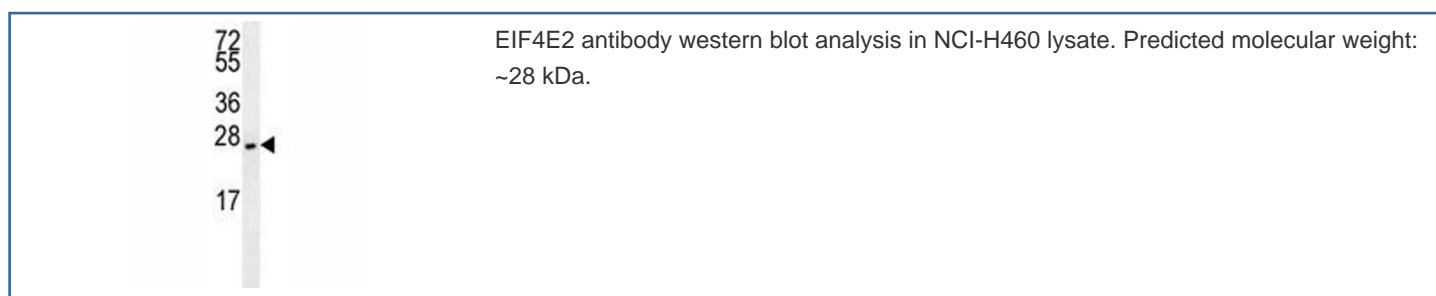 72
55
36
28
17
EIF4E2 antibody western blot analysis in NCI-H460 lysate. Predicted molecular weight:
~28 kDa.